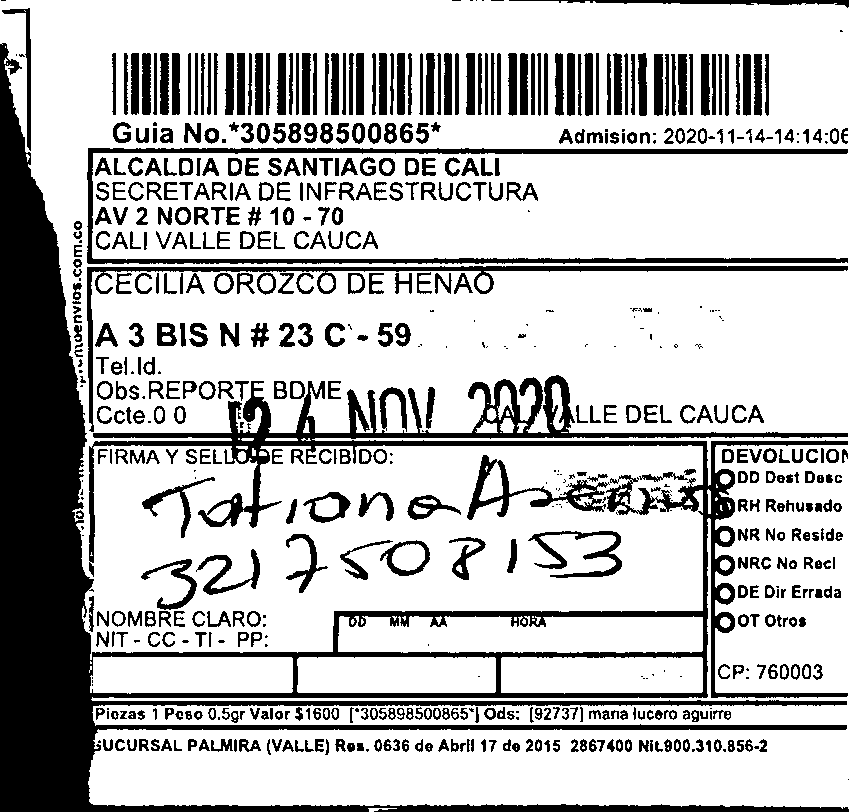 Guia No.*305898500865*
Admision: 2020-11-14-14:14:06
ALCALDIA DE SANTIAGO DE CALI
SECRETARIA DE INFRAESTRUCTURA
AV 2 NORTE # 10 - 70
CALI VALLE DEL CAUCA
CECILIA OROZCO DE HENAO
A 3 BIS N # 23 C - 59
Tel.Id.
Obs.REPORTE BDME
Ccte.0 0
24 NOV 2020
CALI VALLE DEL CAUCA
FIRMA Y SELLO DE RECIBIDO:
Tatiana
3217508153
NOMBRE CLARO:
NIT - CC - TI - PP:
DD MM AA HORA
DEVOLUCION
DD Dest Desc
RH Rehusado
NR No Reside
NRC No Recl
DE Dir Errada
OT Otros
CP: 760003
Piezas 1 Peso 0.5gr Valor $1600 [*305898500865*] Ods: [92737] maria lucero aguirre
SUCURSAL PALMIRA (VALLE) Res. 0636 de Abril 17 de 2015 2867400 Nit.900.310.856-2